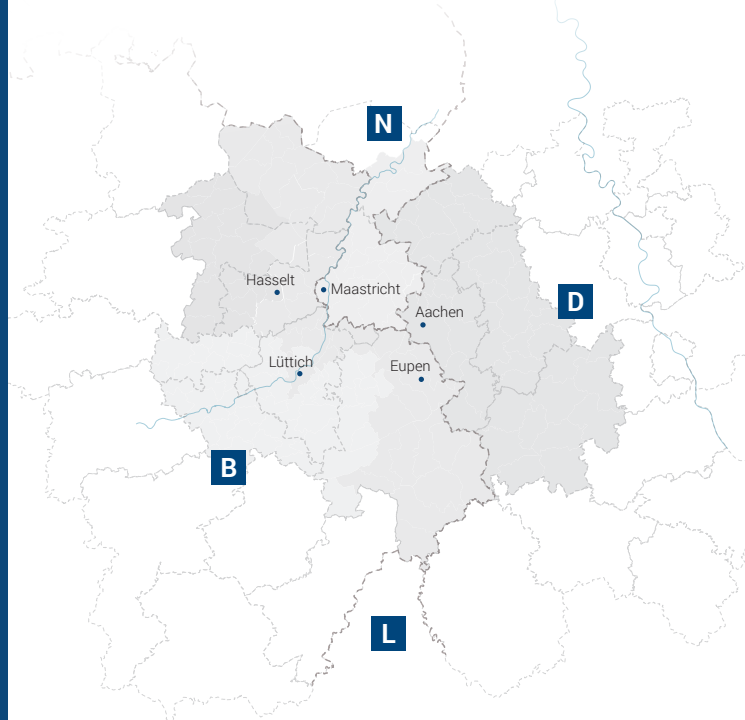 N
Hasselt
Maastricht
D
Aachen
Lüttich
Eupen
B
L